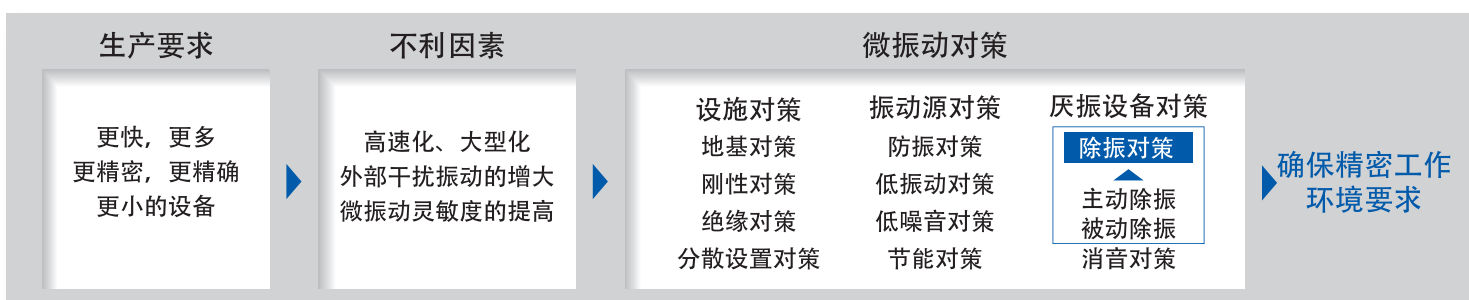 生产要求
更快，更多
更精密，更精确
更小的设备
不利因素
高速化、大型化
外部干扰振动的增大
微振动灵敏度的提高
微振动对策
设施对策
地基对策
刚性对策
绝缘对策
分散设置对策
振动源对策
防振对策
低振动对策
低噪音对策
节能对策
厌振设备对策
除振对策
主动除振
被动除振
消音对策
确保精密工作
环境要求